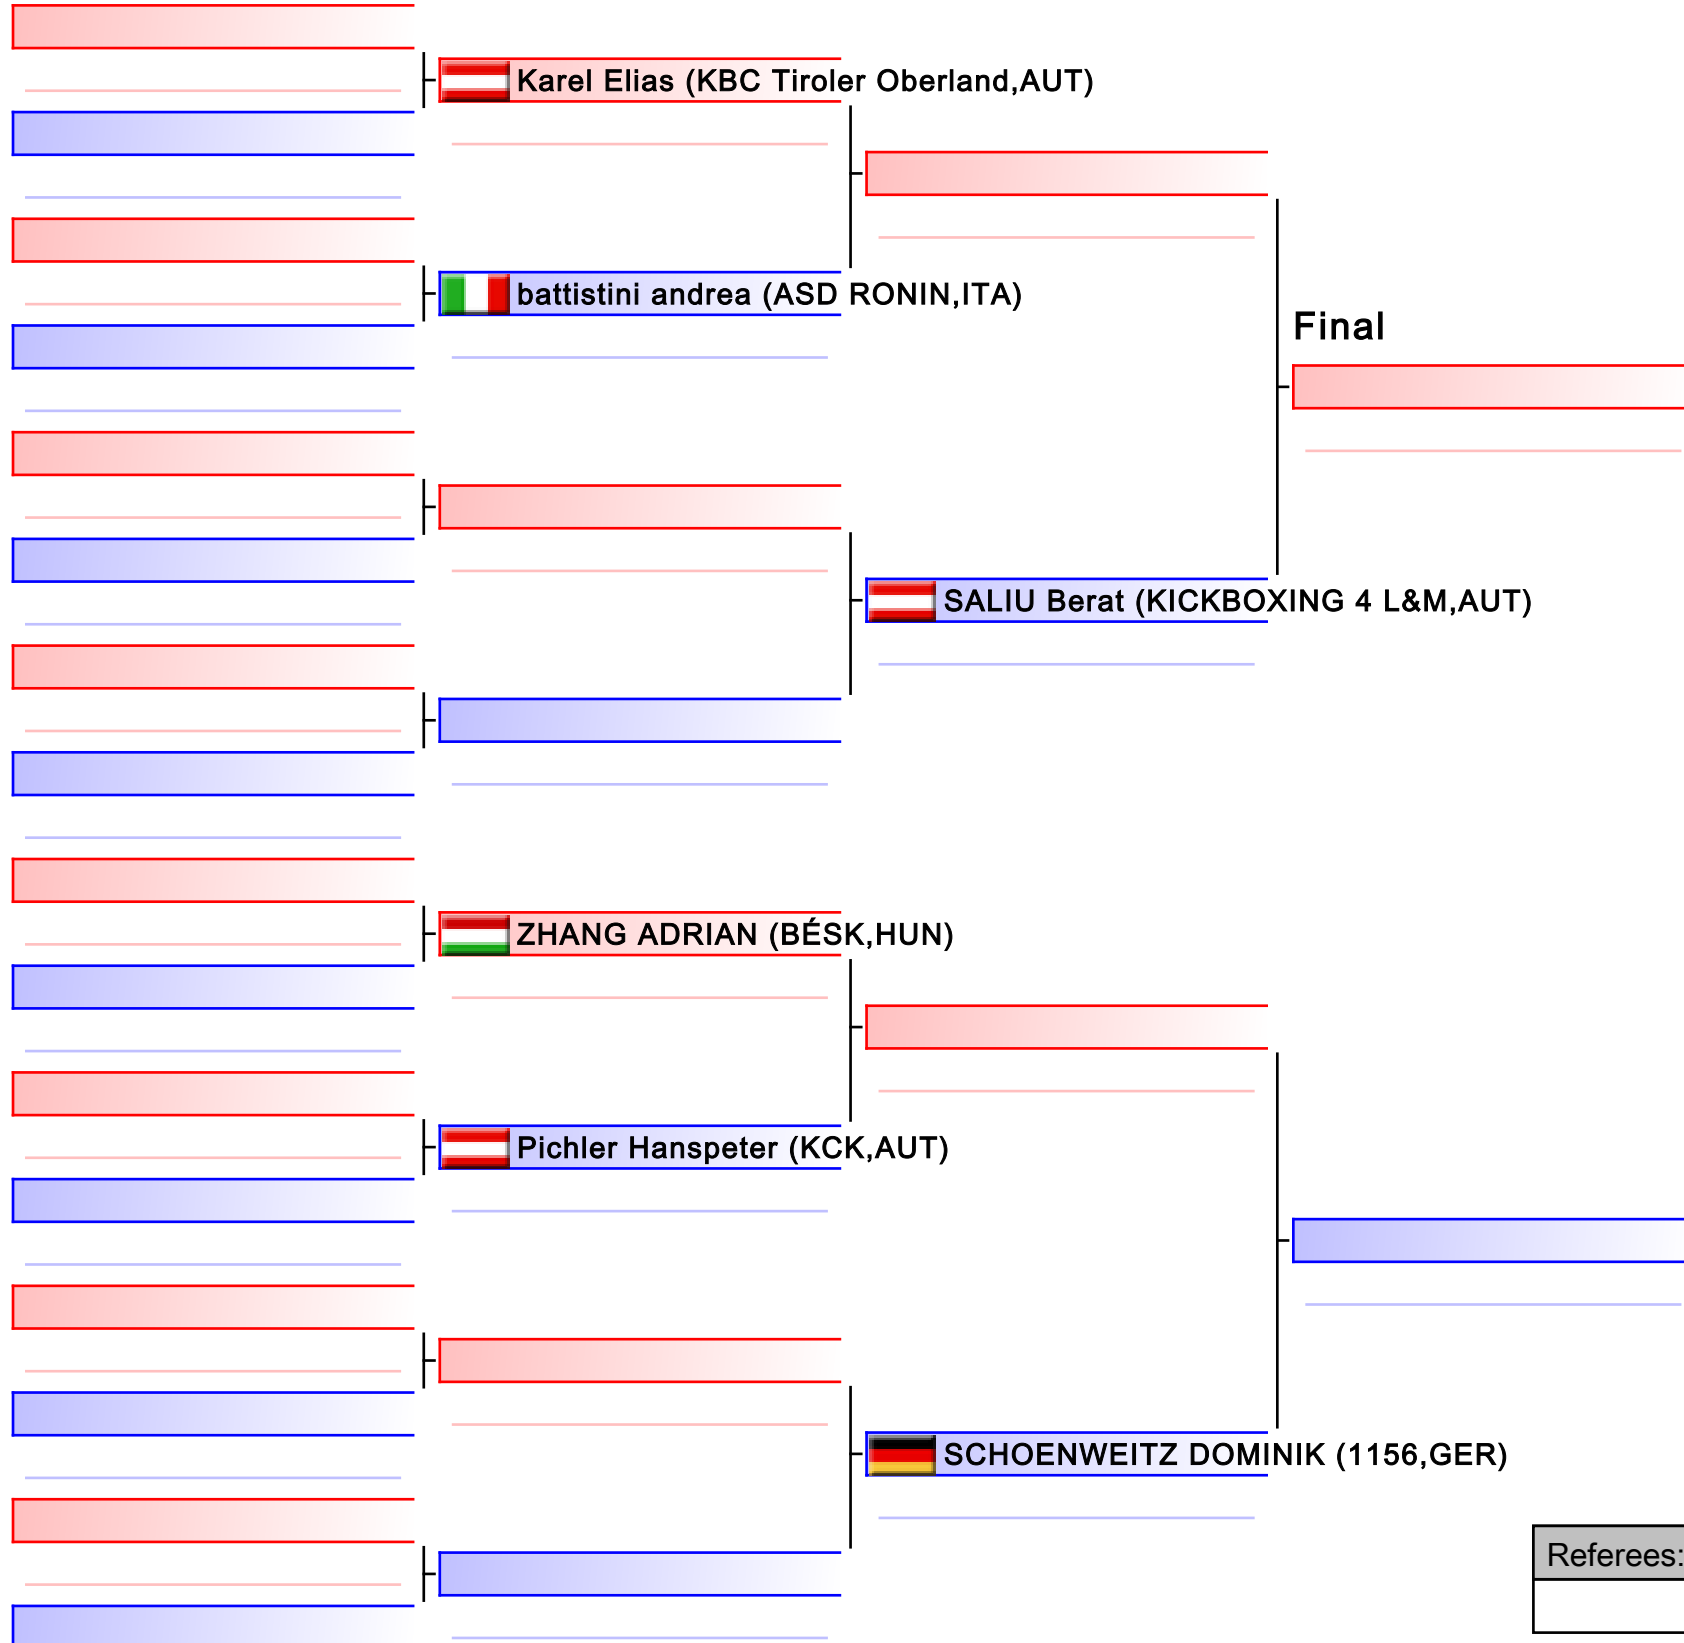 Karel Elias (KBC Tiroler Oberland,AUT)
battistini andrea (ASD RONIN,ITA)
Final
SALIU Berat (KICKBOXING 4 L&M,AUT)
ZHANG ADRIAN (BÉSK,HUN)
Pichler Hanspeter (KCK,AUT)
SCHOENWEITZ DOMINIK (1156,GER)
Referees: